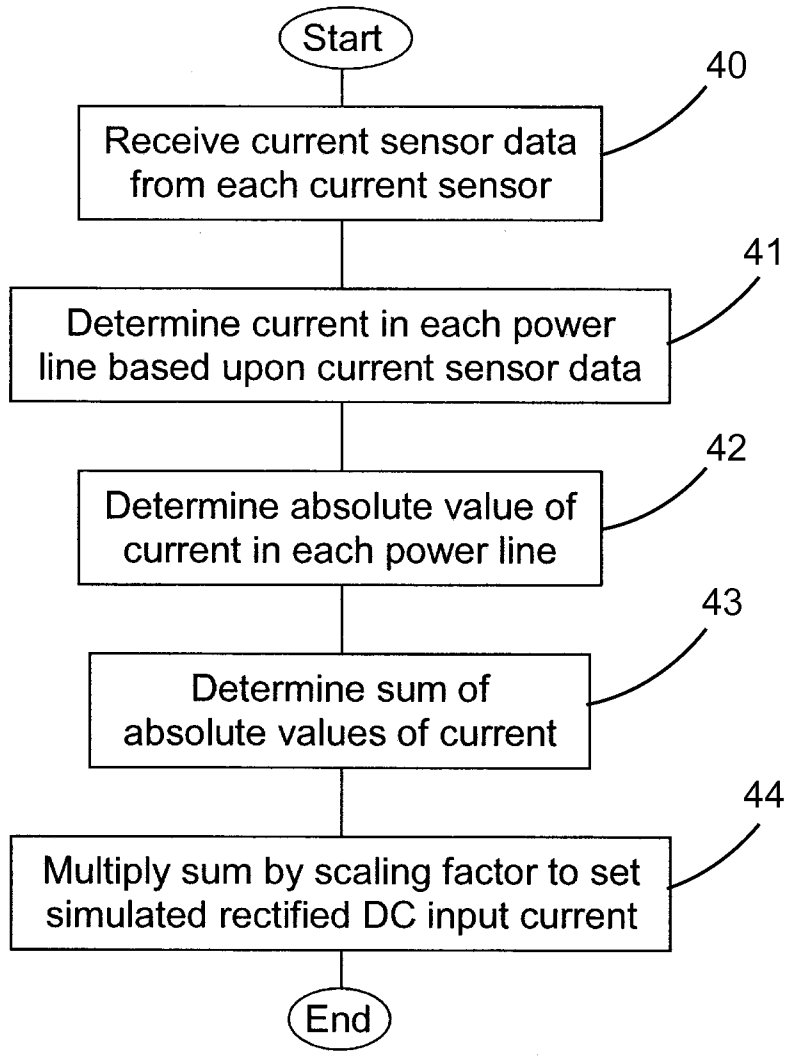 Start
40
Receive current sensor data
from each current sensor
41
Determine current in each power
line based upon current sensor data
42
Determine absolute value of
current in each power line
43
Determine sum of
absolute values of current
44
Multiply sum by scaling factor to set
simulated rectified DC input current
End